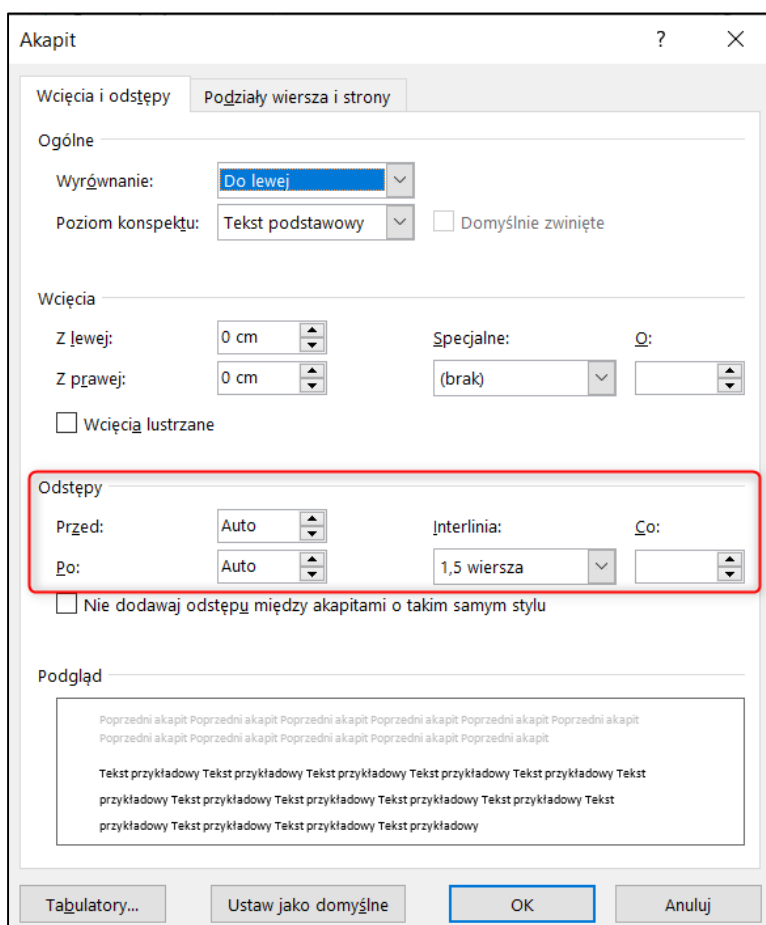 Akapit ? ×
Wcięcia i odstępy Podziały wiersza i strony
Ogólne
Wyrównanie: Do lewej
Poziom konspektu: Tekst podstawowy Domyślnie zwinięte
Wcięcia
Z lewej: 0 cm Specjalne: O:
Z prawej: 0 cm (brak)
Wcięcia lustrzane
Odstępy
Przed: Auto Interlinia: Co:
Po: Auto 1,5 wiersza
Nie dodawaj odstępu między akapitami o takim samym stylu
Podgląd
Poprzedni akapit Poprzedni akapit Poprzedni akapit Poprzedni akapit Poprzedni akapit Poprzedni akapit
Poprzedni akapit Poprzedni akapit Poprzedni akapit Poprzedni akapit Poprzedni akapit
Tekst przykładowy Tekst przykładowy Tekst przykładowy Tekst przykładowy Tekst przykładowy Tekst
przykładowy Tekst przykładowy Tekst przykładowy Tekst przykładowy Tekst przykładowy Tekst
przykładowy Tekst przykładowy Tekst przykładowy Tekst przykładowy
Tabulatory... Ustaw jako domyślne OK Anuluj